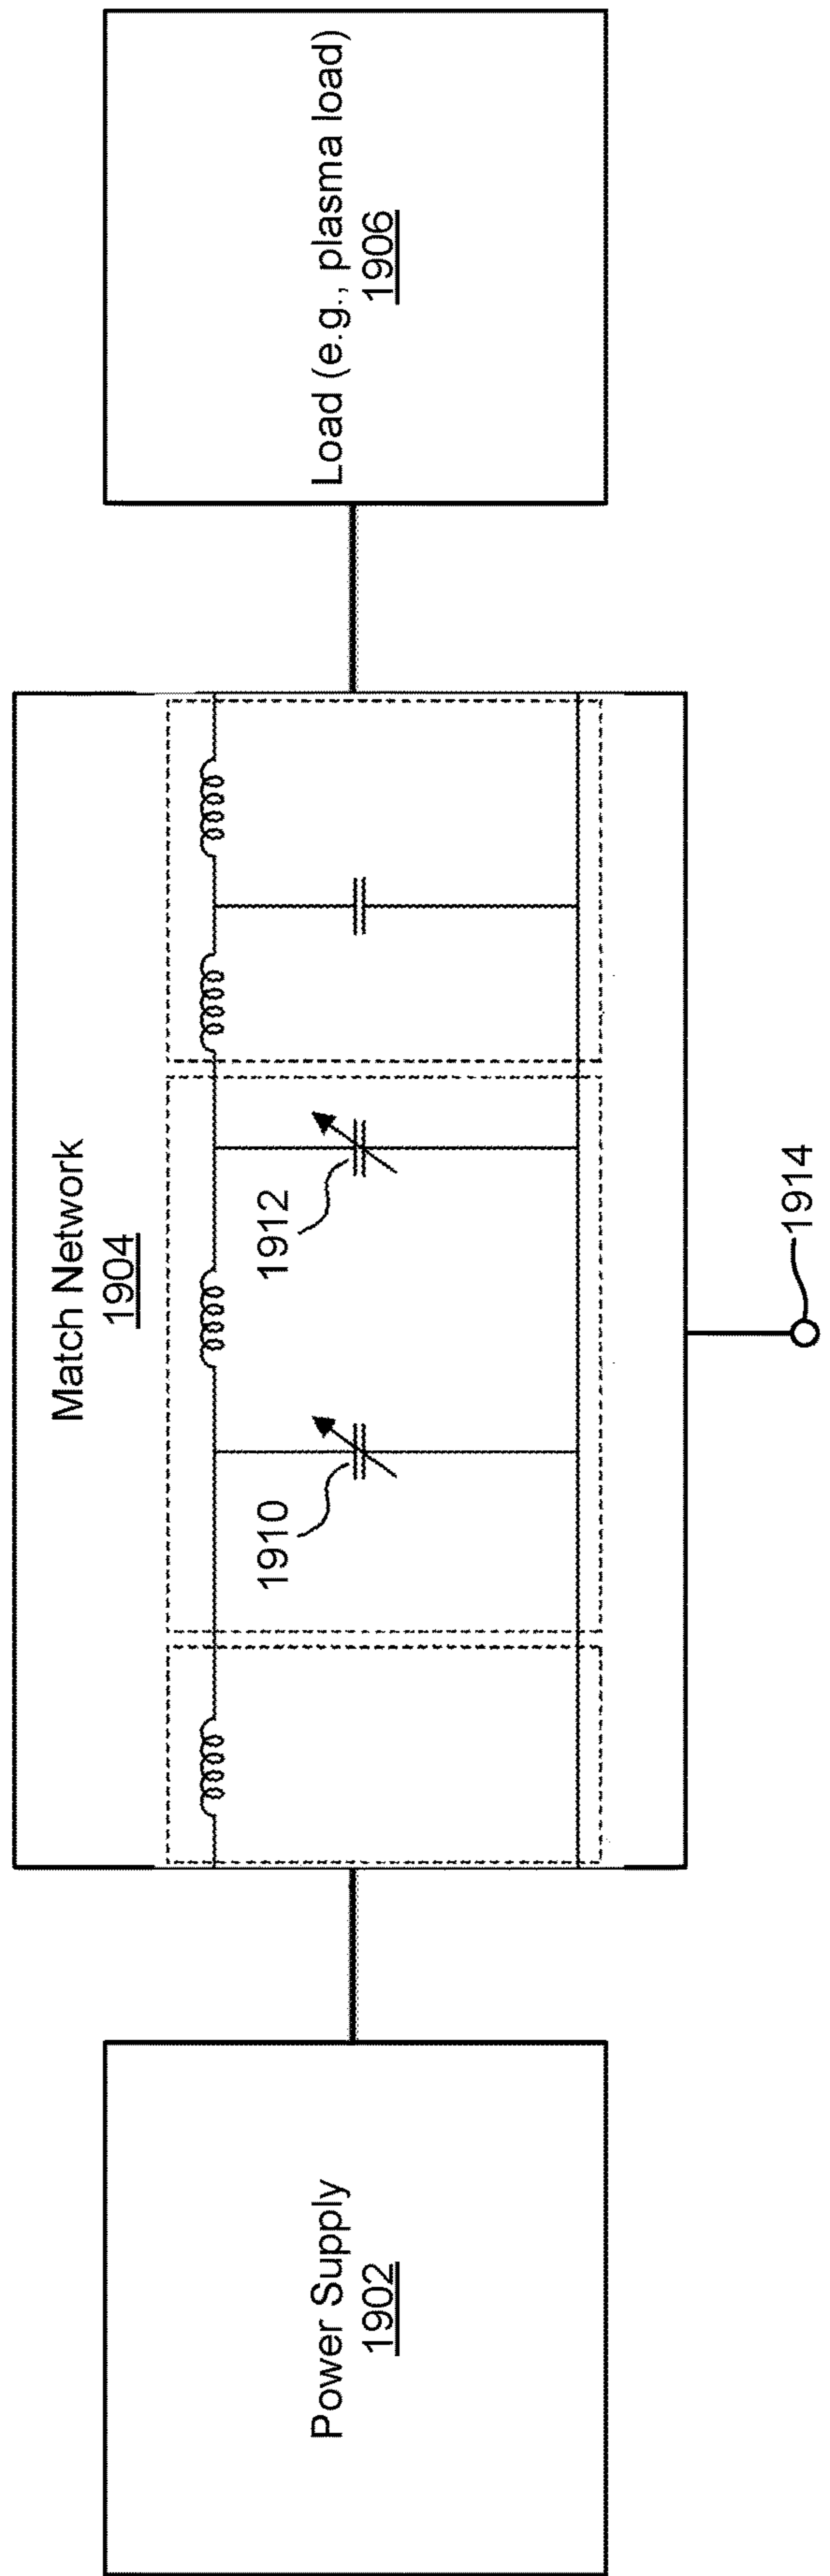 Power Supply
1902
Match Network
1904
1910
1912
1914
Load (e.g., plasma load)
1906